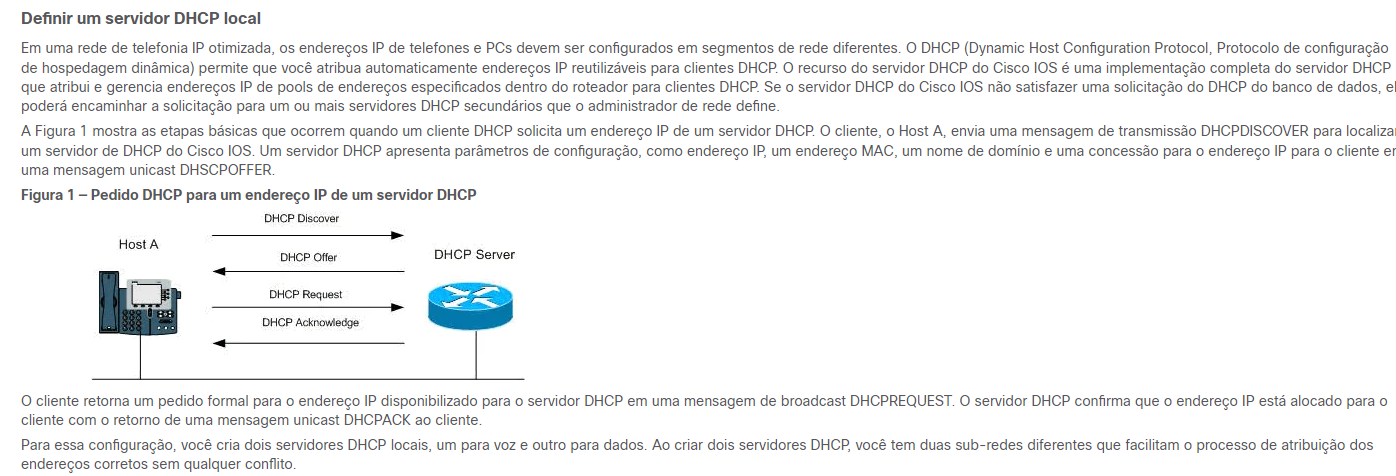 Definir um servidor DHCP local
Em uma rede de telefonia IP otimizada, os endereços IP de telefones e PCs devem ser configurados em segmentos de rede diferentes. O DHCP (Dynamic Host Configuration Protocol, Protocolo de configuração
de hospedagem dinâmica) permite que você atribua automaticamente endereços IP reutilizáveis para clientes DHCP. O recurso do servidor DHCP do Cisco IOS é uma implementação completa do servidor DHCP
que atribui e gerencia endereços IP de pools de endereços especificados dentro do roteador para clientes DHCP. Se o servidor DHCP do Cisco IOS não satisfazer uma solicitação do DHCP do banco de dados, el
poderá encaminhar a solicitação para um ou mais servidores DHCP secundários que o administrador de rede define.
A Figura 1 mostra as etapas básicas que ocorrem quando um cliente DHCP solicita um endereço IP de um servidor DHCP. O cliente, o Host A, envia uma mensagem de transmissão DHCPDISCOVER para localizar
um servidor de DHCP do Cisco IOS. Um servidor DHCP apresenta parâmetros de configuração, como endereço IP, um endereço MAC, um nome de domínio e uma concessão para o endereço IP para o cliente em
uma mensagem unicast DHSCPOFFER.
Figura 1 – Pedido DHCP para um endereço IP de um servidor DHCP
DHCP Discover
Host A
DHCP Server
DHCP Offer
DHCP Request
DHCP Acknowledge
O cliente retorna um pedido formal para o endereço IP disponibilizado para o servidor DHCP em uma mensagem de broadcast DHCPREQUEST. O servidor DHCP confirma que o endereço IP está alocado para o
cliente com o retorno de uma mensagem unicast DHCPACK ao cliente.
Para essa configuração, você cria dois servidores DHCP locais, um para voz e outro para dados. Ao criar dois servidores DHCP, você tem duas sub-redes diferentes que facilitam o processo de atribuição dos
endereços corretos sem qualquer conflito.